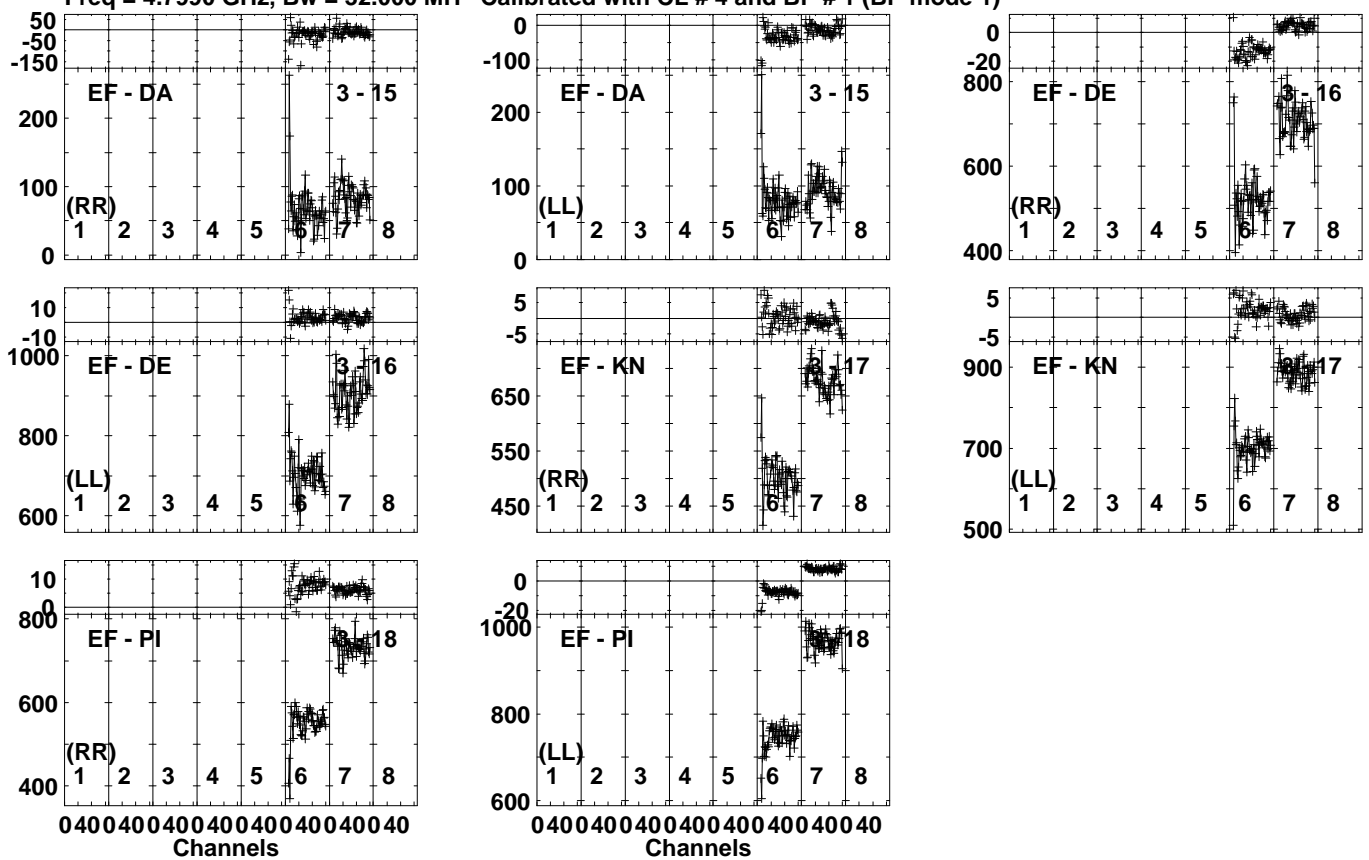 Freq = 4.7990 GHz, Bw = 32.000 MH Calibrated with CL # 4 and BP # 1 (BP mode 1)
50
-50
-150
EF - DA 3 - 15
200
100
0
(RR)
1 2 3 4 5 6 7 8
0
-100
EF - DA 3 - 15
200
100
0
(LL)
1 2 3 4 5 6 7 8
0
-20
800
EF - DE 3 - 16
600
400
(RR)
1 2 3 4 5 6 7 8
10
-10
1000
EF - DE 3 - 16
800
600
(LL)
1 2 3 4 5 6 7 8
5
-5
EF - KN 3 - 17
650
550
450
(RR)
1 2 3 4 5 6 7 8
5
-5
900
EF - KN 3 - 17
700
500
(LL)
1 2 3 4 5 6 7 8
10
0
800
EF - PI 3 - 18
600
400
(RR)
1 2 3 4 5 6 7 8
0 40 0 40 0 40 0 40 0 40 0 40 0 40 0 40
Channels
0
-20
1000
EF - PI 3 - 18
800
600
(LL)
1 2 3 4 5 6 7 8
0 40 0 40 0 40 0 40 0 40 0 40 0 40 0 40
Channels